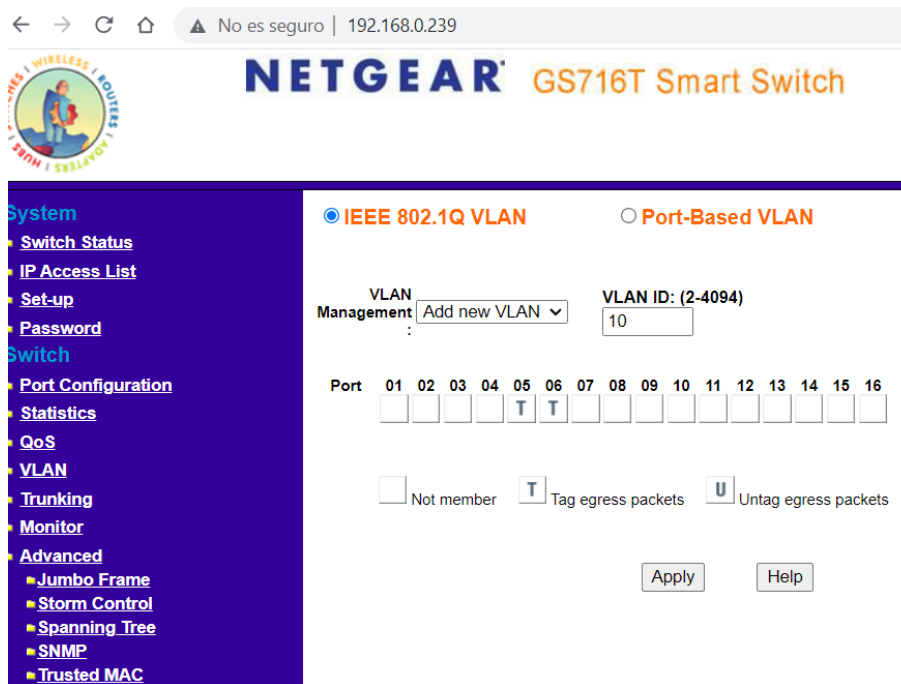 No es seguro | 192.168.0.239
WIRELESS | ROUTERS | ADAPTERS | HUBS
NETGEAR GS716T Smart Switch
System
Switch Status
IP Access List
Set-up
Password
Switch
Port Configuration
Statistics
QoS
VLAN
Trunking
Monitor
Advanced
Jumbo Frame
Storm Control
Spanning Tree
SNMP
Trusted MAC
IEEE 802.1Q VLAN Port-Based VLAN
VLAN
Management Add new VLAN
:
VLAN ID: (2-4094)
10
Port 01 02 03 04 05 06 07 08 09 10 11 12 13 14 15 16
T T
Not member T Tag egress packets U Untag egress packets
Apply Help